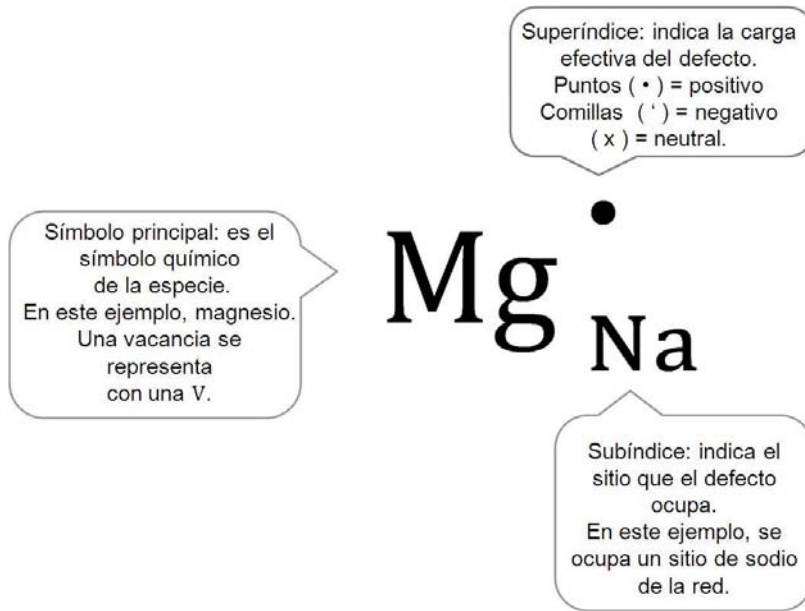 Superíndice: indica la carga
efectiva del defecto.
Puntos ( • ) = positivo
Comillas ( ‘ ) = negativo
( x ) = neutral.
Símbolo principal: es el
símbolo químico
de la especie.
En este ejemplo, magnesio.
Una vacancia se
representa
con una V.
•
Mg
Na
Subíndice: indica el
sitio que el defecto
ocupa.
En este ejemplo, se
ocupa un sitio de sodio
de la red.